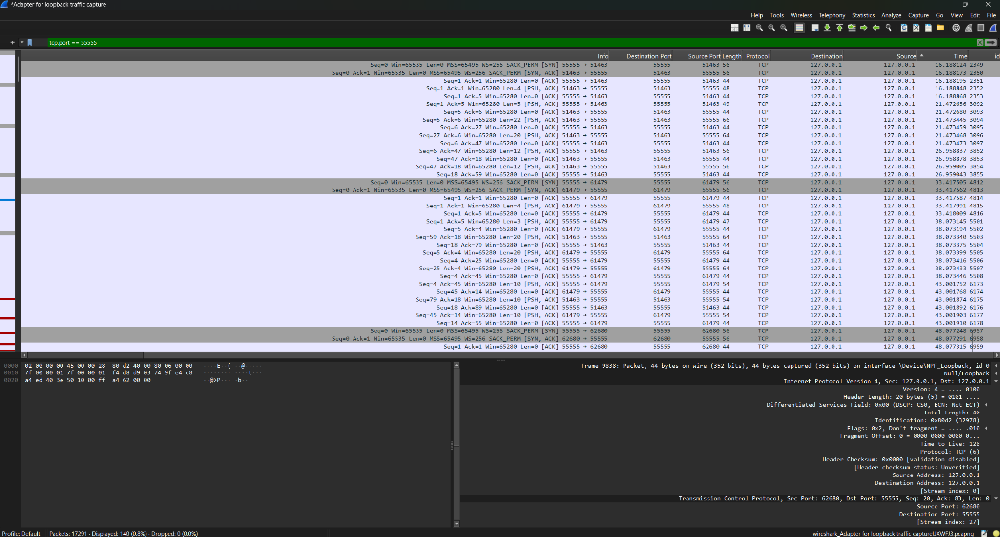 *Adapter for loopback traffic capture
Help Tools Wireless Telephony Statistics Analyze Capture Go View Edit File
tcp.port == 55555
Info Destination Port Source Port Length Protocol Destination Source Time id
Seq=0 Win=65535 Len=0 MSS=65495 WS=256 SACK_PERM [SYN] 55555 → 51463 55555 51463 56 TCP 127.0.0.1 127.0.0.1 16.188124 2349
Seq=0 Ack=1 Win=65535 Len=0 MSS=65495 WS=256 SACK_PERM [SYN, ACK] 51463 → 55555 51463 55555 56 TCP 127.0.0.1 127.0.0.1 16.188173 2350
Seq=1 Ack=1 Win=65280 Len=0 [ACK] 55555 → 51463 55555 51463 44 TCP 127.0.0.1 127.0.0.1 16.188195 2351
Seq=1 Ack=1 Win=65280 Len=4 [PSH, ACK] 51463 → 55555 51463 55555 48 TCP 127.0.0.1 127.0.0.1 16.188848 2352
Seq=1 Ack=5 Win=65280 Len=0 [ACK] 55555 → 51463 55555 51463 44 TCP 127.0.0.1 127.0.0.1 16.188868 2353
Seq=1 Ack=5 Win=65280 Len=5 [PSH, ACK] 55555 → 51463 55555 51463 49 TCP 127.0.0.1 127.0.0.1 21.472656 3092
Seq=5 Ack=6 Win=65280 Len=0 [ACK] 51463 → 55555 51463 55555 44 TCP 127.0.0.1 127.0.0.1 21.472680 3093
Seq=5 Ack=6 Win=65280 Len=22 [PSH, ACK] 51463 → 55555 51463 55555 66 TCP 127.0.0.1 127.0.0.1 21.473445 3094
Seq=6 Ack=27 Win=65280 Len=0 [ACK] 55555 → 51463 55555 51463 44 TCP 127.0.0.1 127.0.0.1 21.473459 3095
Seq=27 Ack=6 Win=65280 Len=20 [PSH, ACK] 51463 → 55555 51463 55555 64 TCP 127.0.0.1 127.0.0.1 21.473468 3096
Seq=6 Ack=47 Win=65280 Len=0 [ACK] 55555 → 51463 55555 51463 44 TCP 127.0.0.1 127.0.0.1 21.473473 3097
Seq=6 Ack=47 Win=65280 Len=12 [PSH, ACK] 55555 → 51463 55555 51463 56 TCP 127.0.0.1 127.0.0.1 26.958837 3852
Seq=47 Ack=18 Win=65280 Len=0 [ACK] 51463 → 55555 51463 55555 44 TCP 127.0.0.1 127.0.0.1 26.958878 3853
Seq=47 Ack=18 Win=65280 Len=12 [PSH, ACK] 51463 → 55555 51463 55555 56 TCP 127.0.0.1 127.0.0.1 26.959005 3854
Seq=18 Ack=59 Win=65280 Len=0 [ACK] 55555 → 51463 55555 51463 44 TCP 127.0.0.1 127.0.0.1 26.959043 3855
Seq=0 Win=65535 Len=0 MSS=65495 WS=256 SACK_PERM [SYN] 55555 → 61479 55555 61479 56 TCP 127.0.0.1 127.0.0.1 33.417505 4812
Seq=0 Ack=1 Win=65535 Len=0 MSS=65495 WS=256 SACK_PERM [SYN, ACK] 61479 → 55555 61479 55555 56 TCP 127.0.0.1 127.0.0.1 33.417562 4813
Seq=1 Ack=1 Win=65280 Len=0 [ACK] 55555 → 61479 55555 61479 44 TCP 127.0.0.1 127.0.0.1 33.417587 4814
Seq=1 Ack=1 Win=65280 Len=4 [PSH, ACK] 61479 → 55555 61479 55555 48 TCP 127.0.0.1 127.0.0.1 33.417991 4815
Seq=1 Ack=5 Win=65280 Len=0 [ACK] 55555 → 61479 55555 61479 44 TCP 127.0.0.1 127.0.0.1 33.418009 4816
Seq=1 Ack=5 Win=65280 Len=3 [PSH, ACK] 55555 → 61479 55555 61479 47 TCP 127.0.0.1 127.0.0.1 38.073145 5501
Seq=5 Ack=4 Win=65280 Len=0 [ACK] 61479 → 55555 61479 55555 44 TCP 127.0.0.1 127.0.0.1 38.073194 5502
Seq=59 Ack=18 Win=65280 Len=20 [PSH, ACK] 51463 → 55555 51463 55555 64 TCP 127.0.0.1 127.0.0.1 38.073340 5503
Seq=18 Ack=79 Win=65280 Len=0 [ACK] 55555 → 51463 55555 51463 44 TCP 127.0.0.1 127.0.0.1 38.073375 5504
Seq=5 Ack=4 Win=65280 Len=20 [PSH, ACK] 61479 → 55555 61479 55555 64 TCP 127.0.0.1 127.0.0.1 38.073399 5505
Seq=4 Ack=25 Win=65280 Len=0 [ACK] 55555 → 61479 55555 61479 44 TCP 127.0.0.1 127.0.0.1 38.073416 5506
Seq=25 Ack=4 Win=65280 Len=20 [PSH, ACK] 61479 → 55555 61479 55555 64 TCP 127.0.0.1 127.0.0.1 38.073433 5507
Seq=4 Ack=45 Win=65280 Len=0 [ACK] 55555 → 61479 55555 61479 44 TCP 127.0.0.1 127.0.0.1 38.073446 5508
Seq=4 Ack=45 Win=65280 Len=10 [PSH, ACK] 55555 → 61479 55555 61479 54 TCP 127.0.0.1 127.0.0.1 43.001752 6173
Seq=45 Ack=14 Win=65280 Len=0 [ACK] 61479 → 55555 61479 55555 44 TCP 127.0.0.1 127.0.0.1 43.001768 6174
Seq=79 Ack=18 Win=65280 Len=10 [PSH, ACK] 51463 → 55555 51463 55555 54 TCP 127.0.0.1 127.0.0.1 43.001874 6175
Seq=18 Ack=89 Win=65280 Len=0 [ACK] 55555 → 51463 55555 51463 44 TCP 127.0.0.1 127.0.0.1 43.001892 6176
Seq=45 Ack=14 Win=65280 Len=10 [PSH, ACK] 61479 → 55555 61479 55555 54 TCP 127.0.0.1 127.0.0.1 43.001903 6177
Seq=14 Ack=55 Win=65280 Len=0 [ACK] 55555 → 61479 55555 61479 44 TCP 127.0.0.1 127.0.0.1 43.001910 6178
Seq=0 Win=65535 Len=0 MSS=65495 WS=256 SACK_PERM [SYN] 55555 → 62680 55555 62680 56 TCP 127.0.0.1 127.0.0.1 48.077248 6957
Seq=0 Ack=1 Win=65535 Len=0 MSS=65495 WS=256 SACK_PERM [SYN, ACK] 62680 → 55555 62680 55555 56 TCP 127.0.0.1 127.0.0.1 48.077291 6958
Seq=1 Ack=1 Win=65280 Len=0 [ACK] 55555 → 62680 55555 62680 44 TCP 127.0.0.1 127.0.0.1 48.077315 6959
0000 02 00 00 00 45 00 00 28 80 d2 40 00 80 06 00 00 ····E··( ··@·····
0010 7f 00 00 01 7f 00 00 01 f4 d8 d9 03 74 9f e4 c8 ········ ····t···
0020 a4 ed 40 3e 50 10 00 ff a4 62 00 00 ··@>P··· ·b··
Frame 9838: Packet, 44 bytes on wire (352 bits), 44 bytes captured (352 bits) on interface \Device\NPF_Loopback, id 0
Null/Loopback
Internet Protocol Version 4, Src: 127.0.0.1, Dst: 127.0.0.1
Version: 4 = .... 0100
Header Length: 20 bytes (5) = 0101 ....
Differentiated Services Field: 0x00 (DSCP: CS0, ECN: Not-ECT)
Total Length: 40
Identification: 0x80d2 (32978)
Flags: 0x2, Don't fragment = .... .010
Fragment Offset: 0 = 0000 0000 0000 0...
Time to Live: 128
Protocol: TCP (6)
Header Checksum: 0x0000 [validation disabled]
[Header checksum status: Unverified]
Source Address: 127.0.0.1
Destination Address: 127.0.0.1
[Stream index: 0]
Transmission Control Protocol, Src Port: 62680, Dst Port: 55555, Seq: 20, Ack: 83, Len: 0
Source Port: 62680
Destination Port: 55555
[Stream index: 27]
Profile: Default Packets: 17291 · Displayed: 140 (0.8%) · Dropped: 0 (0.0%) wireshark_Adapter for loopback traffic captureUXWFJ3.pcapng